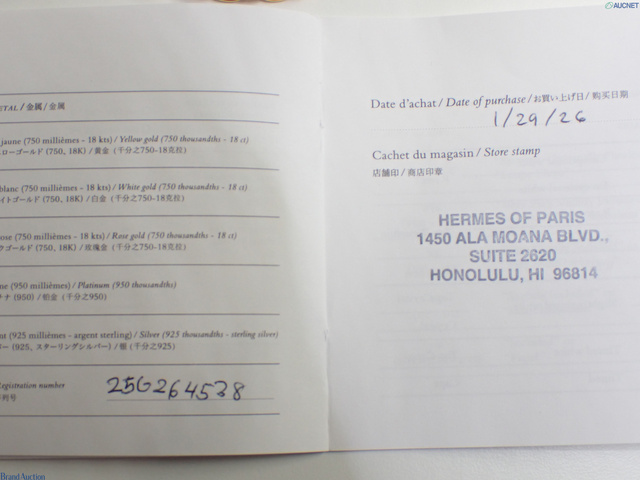 AUCNET
METAL / 金属 / 金属
jaune (750 millièmes - 18 kts) / Yellow gold (750 thousandths - 18 ct)
エローゴールド (750, 18K) / 黄金 (千分之750-18克拉)
blanc (750 millièmes - 18 kts) / White gold (750 thousandths - 18 ct)
イトゴールド (750, 18K) / 白金 (千分之750-18克拉)
ose (750 millièmes - 18 kts) / Rose gold (750 thousandths - 18 ct)
ゥゴールド (750, 18K) / 玫瑰金 (千分之750-18克拉)
ne (950 millièmes) / Platinum (950 thousandths)
チナ (950) / 铂金 (千分之950)
nt (925 millièmes - argent sterling) / Silver (925 thousandths - sterling silver)
バー (925, スターリングシルバー) / 银 (千分之925)
Registration number
列号
25G264538
Date d'achat / Date of purchase / お買い上げ日 / 购买日期
1/29/26
Cachet du magasin / Store stamp
店舗印 / 商店印章
HERMES OF PARIS
1450 ALA MOANA BLVD.,
SUITE 2620
HONOLULU, HI 96814
BrandAuction